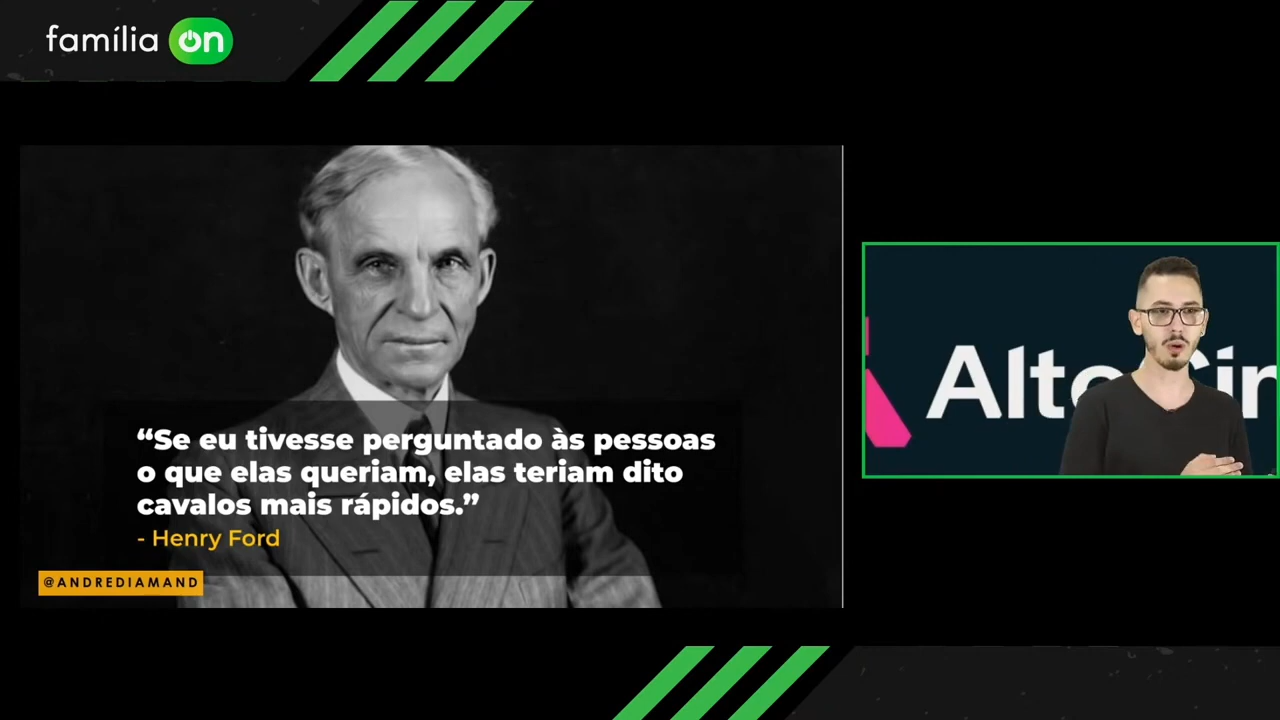 família on
“Se eu tivesse perguntado às pessoas
o que elas queriam, elas teriam dito
cavalos mais rápidos.”
- Henry Ford
@ANDREDIAMAND